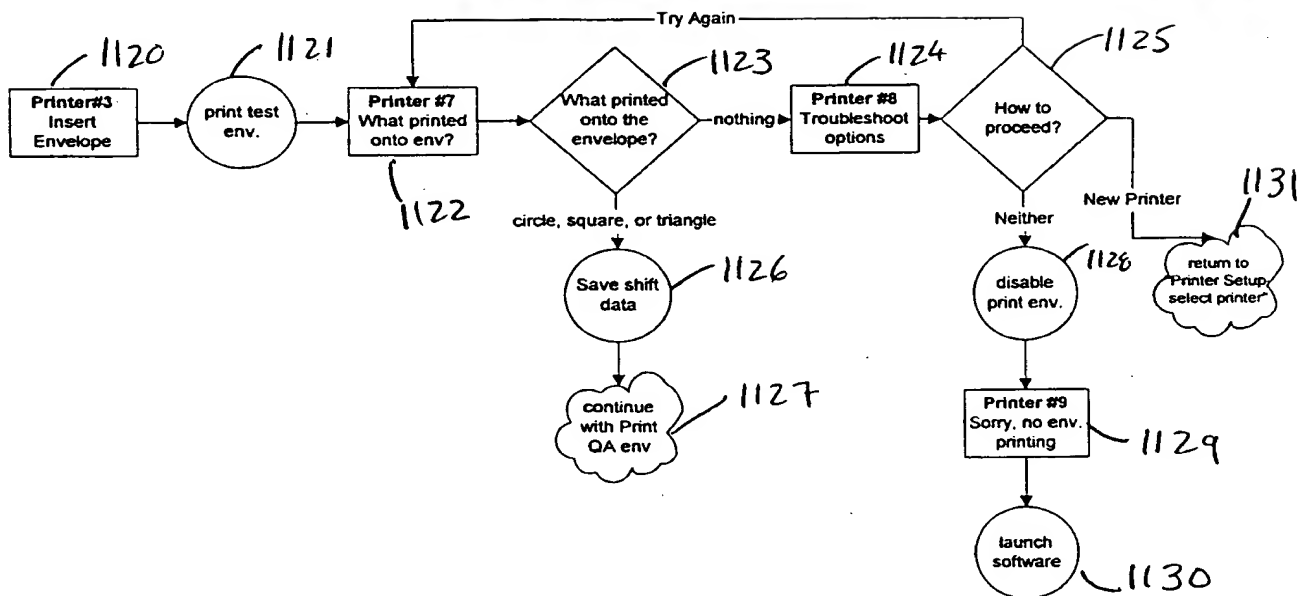 Try Again
1120
1121
1123
1124
1125
Printer#3
Insert
Envelope
print test
env.
Printer #7
What printed
onto env?
What printed
onto the
envelope?
nothing
Printer #8
Troubleshoot
options
How to
proceed?
1122
circle, square, or triangle
Neither
New Printer
1131
Save shift
data
1126
disable
print env.
1128
return to
"Printer Setup,
select printer"
continue
with Print
QA env
1127
Printer #9
Sorry, no env.
printing
1129
launch
software
1130